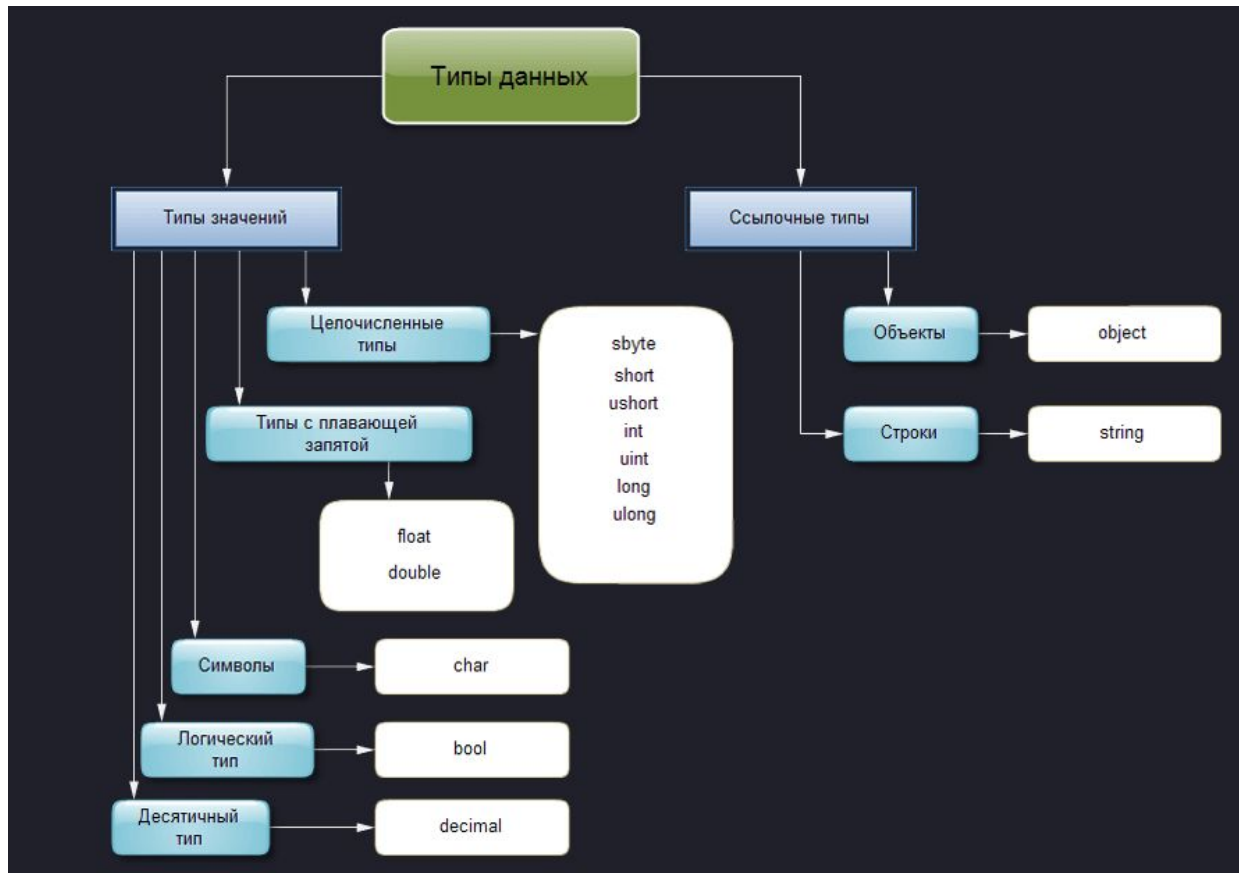 Типы данных
Типы значений
Ссылочные типы
Целочисленные
типы
sbyte
short
ushort
int
uint
long
ulong
Объекты
object
Типы с плавающей
запятой
Строки
string
float
double
Символы
char
Логический
тип
bool
Десятичный
тип
decimal